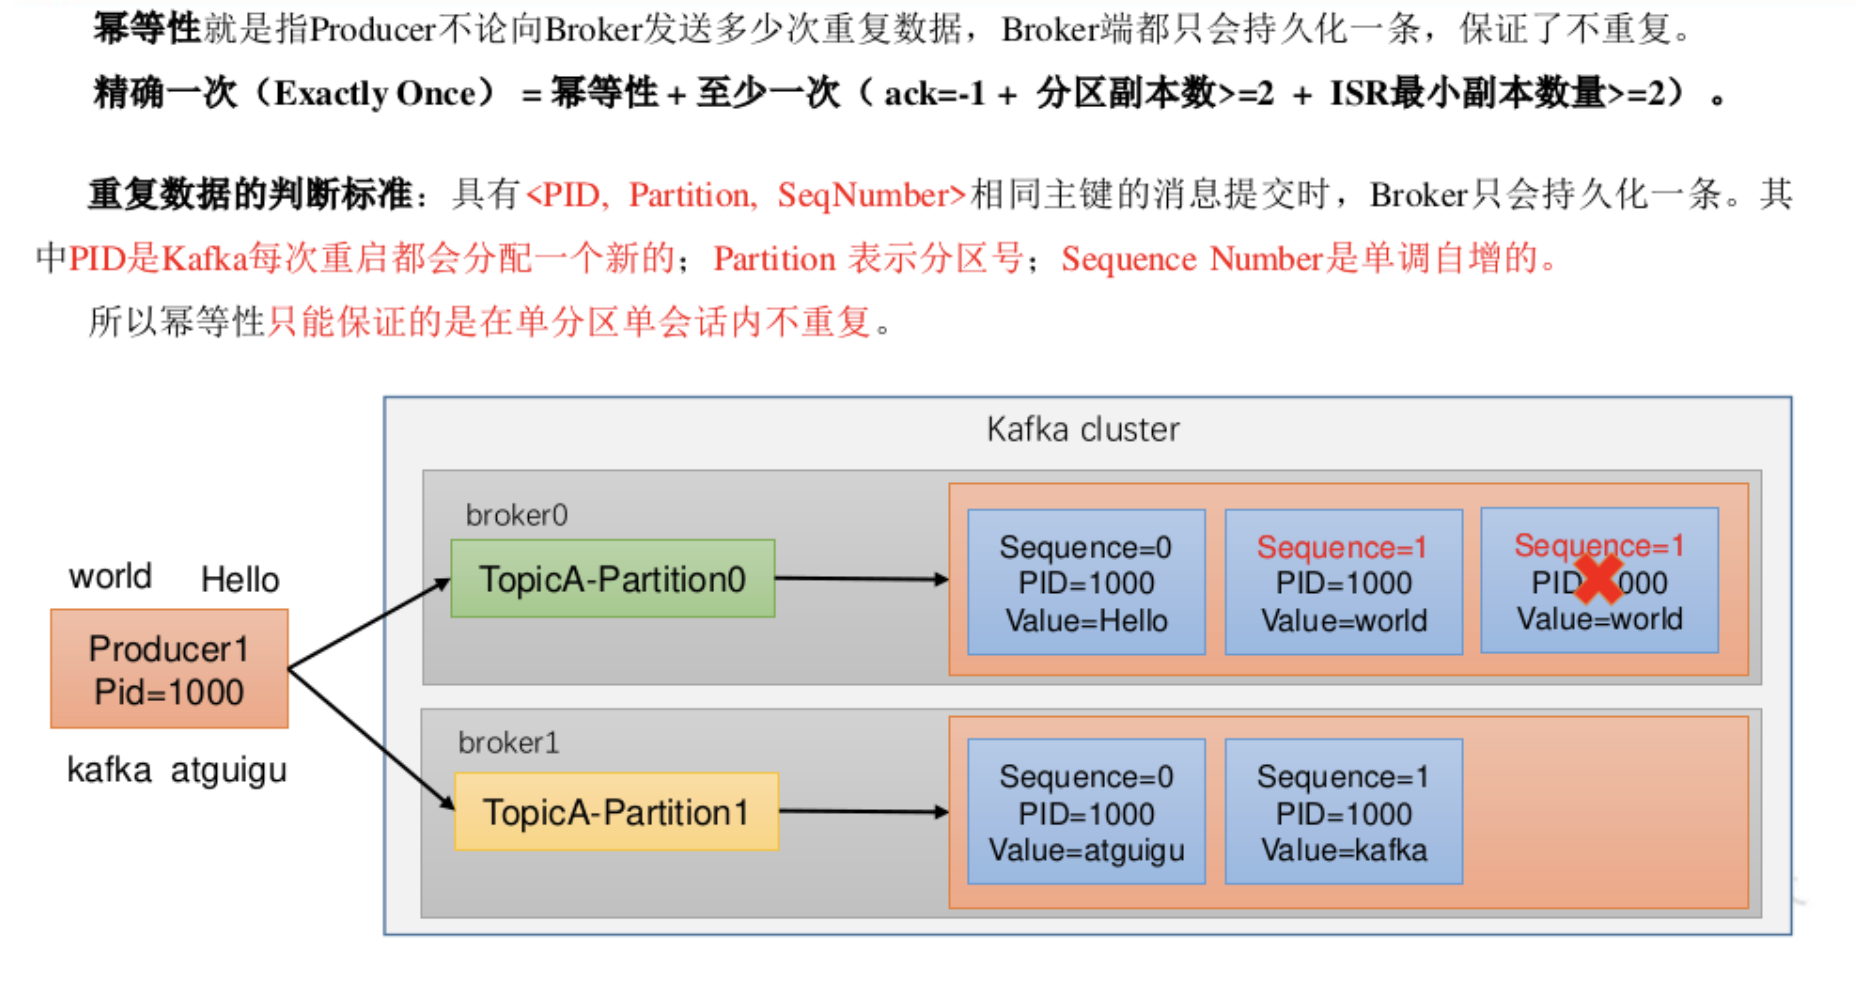 幂等性就是指Producer不论向Broker发送多少次重复数据，Broker端都只会持久化一条，保证了不重复。
精确一次（Exactly Once） = 幂等性 + 至少一次（ ack=-1 + 分区副本数>=2 + ISR最小副本数量>=2） 。
重复数据的判断标准：具有<PID, Partition, SeqNumber>相同主键的消息提交时，Broker只会持久化一条。其
中PID是Kafka每次重启都会分配一个新的；Partition 表示分区号；Sequence Number是单调自增的。
所以幂等性只能保证的是在单分区单会话内不重复。
Kafka cluster
broker0
TopicA-Partition0
Sequence=0
PID=1000
Value=Hello
Sequence=1
PID=1000
Value=world
Sequence=1
PID 000
Value=world
world Hello
Producer1
Pid=1000
kafka atguigu
broker1
TopicA-Partition1
Sequence=0
PID=1000
Value=atguigu
Sequence=1
PID=1000
Value=kafka